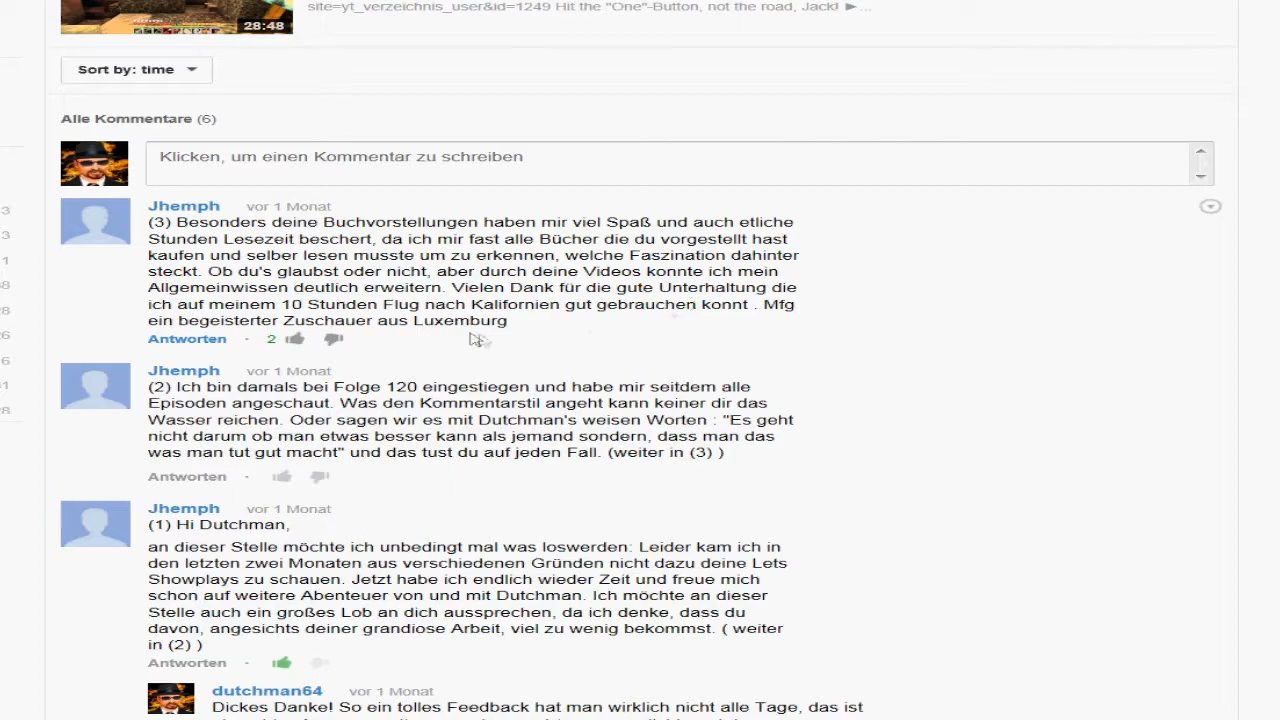 site=yt_verzeichnis_user&id=1249 Hit the "One"-Button, not the road, Jack! ►...
28:48
Sort by: time
Alle Kommentare (6)
Klicken, um einen Kommentar zu schreiben
Jhemph vor 1 Monat
(3) Besonders deine Buchvorstellungen haben mir viel Spaß und auch etliche
Stunden Lesezeit beschert, da ich mir fast alle Bücher die du vorgestellt hast
kaufen und selber lesen musste um zu erkennen, welche Faszination dahinter
steckt. Ob du's glaubst oder nicht, aber durch deine Videos konnte ich mein
Allgemeinwissen deutlich erweitern. Vielen Dank für die gute Unterhaltung die
ich auf meinem 10 Stunden Flug nach Kalifornien gut gebrauchen konnt . Mfg
ein begeisterter Zuschauer aus Luxemburg
Antworten · 2
Jhemph vor 1 Monat
(2) Ich bin damals bei Folge 120 eingestiegen und habe mir seitdem alle
Episoden angeschaut. Was den Kommentarstil angeht kann keiner dir das
Wasser reichen. Oder sagen wir es mit Dutchman's weisen Worten : "Es geht
nicht darum ob man etwas besser kann als jemand sondern, dass man das
was man tut gut macht" und das tust du auf jeden Fall. (weiter in (3) )
Antworten ·
Jhemph vor 1 Monat
(1) Hi Dutchman,
an dieser Stelle möchte ich unbedingt mal was loswerden: Leider kam ich in
den letzten zwei Monaten aus verschiedenen Gründen nicht dazu deine Lets
Showplays zu schauen. Jetzt habe ich endlich wieder Zeit und freue mich
schon auf weitere Abenteuer von und mit Dutchman. Ich möchte an dieser
Stelle auch ein großes Lob an dich aussprechen, da ich denke, dass du
davon, angesichts deiner grandiose Arbeit, viel zu wenig bekommst. ( weiter
in (2) )
Antworten ·
dutchman64 vor 1 Monat
Dickes Danke! So ein tolles Feedback hat man wirklich nicht alle Tage, das ist